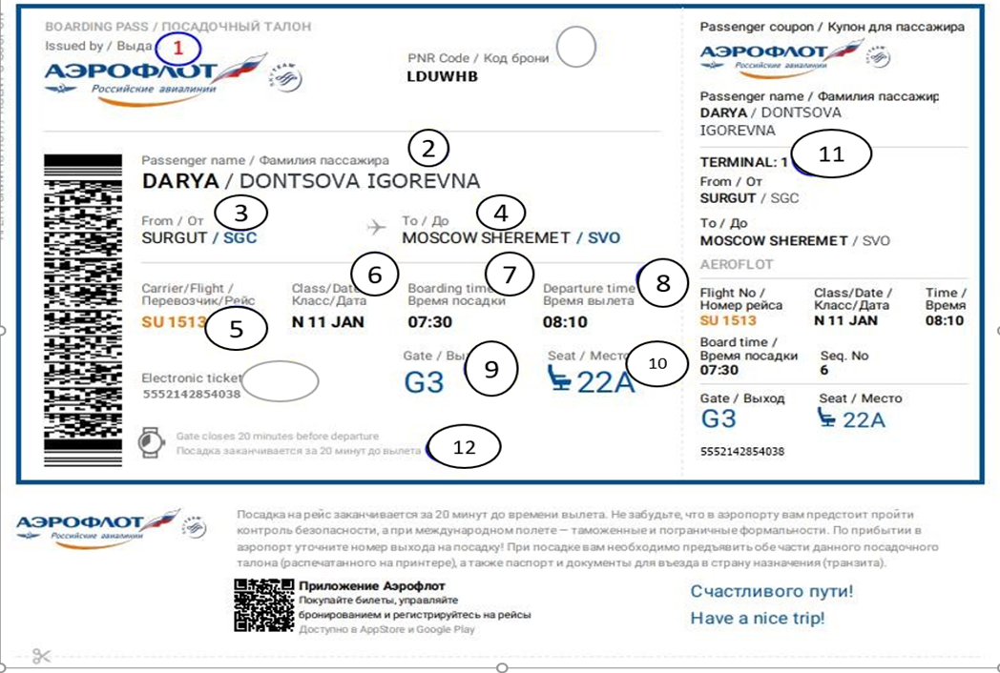 BOARDING PASS / ПОСАДОЧНЫЙ ТАЛОН
Issued by / Выда
1
АЭРОФЛОТ
Российские авиалинии
SKYTEAM
PNR Code / Код брони
LDUWHB
2
Passenger name / Фамилия пассажира
DARYA / DONTSOVA IGOREVNA
3
4
From / От
To / До
SURGUT / SGC
MOSCOW SHEREMET / SVO
6
7
8
Carrier/Flight / Class/Date Boarding time Departure time
Перевозчик/Рейс Класс/Дата Время посадки Время вылета
SU 1513 N 11 JAN 07:30 08:10
5
9
10
Gate / Вы Seat / Место
G3 22A
Electronic ticket
5552142854038
Gate closes 20 minutes before departure
Посадка заканчивается за 20 минут до вылета
12
Passenger coupon / Купон для пассажира
АЭРОФЛОТ
Российские авиалинии
Passenger name / Фамилия пассажир
DARYA / DONTSOVA
IGOREVNA
11
TERMINAL: 1
From / От
SURGUT / SGC
To / До
MOSCOW SHEREMET / SVO
AEROFLOT
Flight No / Class/Date / Time /
Номер рейса Класс/Дата Время
SU 1513 N 11 JAN 08:10
Board time /
Время посадки Seq. No
07:30 6
Gate / Выход Seat / Место
G3 22A
5552142854038
АЭРОФЛОТ
Российские авиалинии
Посадка на рейс заканчивается за 20 минут до времени вылета. Не забудьте, что в аэропорту вам предстоит пройти
контроль безопасности, а при международном полете — таможенные и пограничные формальности. По прибытии в
аэропорт уточните номер выхода на посадку! При посадке вам необходимо предъявить обе части данного посадочного
талона (распечатанного на принтере), а также паспорт и документы для въезда в страну назначения (транзита).
Приложение Аэрофлот
Покупайте билеты, управляйте
бронированием и регистрируйтесь на рейсы
Доступно в AppStore и Google Play
Счастливого пути!
Have a nice trip!